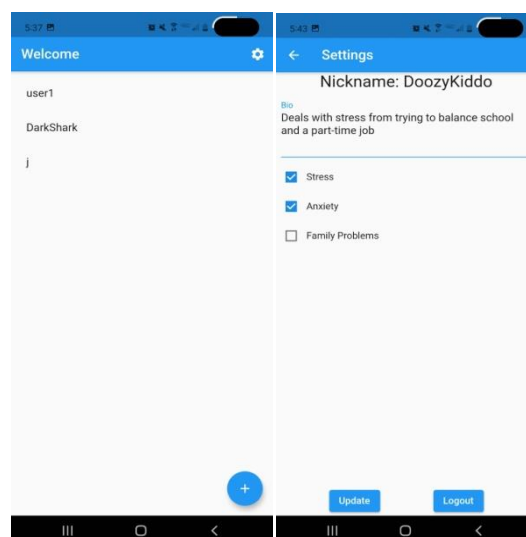 5:37
Welcome
user1
DarkShark
j
+
5:43
Settings
Nickname: DoozyKiddo
Bio
Deals with stress from trying to balance school
and a part-time job
Stress
Anxiety
Family Problems
Update
Logout